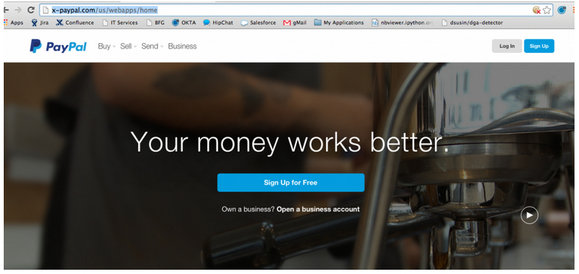 x-paypal.com/us/webapps/home
Apps Jira Confluence IT Services BFG OKTA HipChat Salesforce gMail My Applications nbviewer.ipython.or dsusin/dga-detector
PayPal Buy Sell Send Business Log In Sign Up
Your money works better.
Sign Up for Free
Own a business? Open a business account